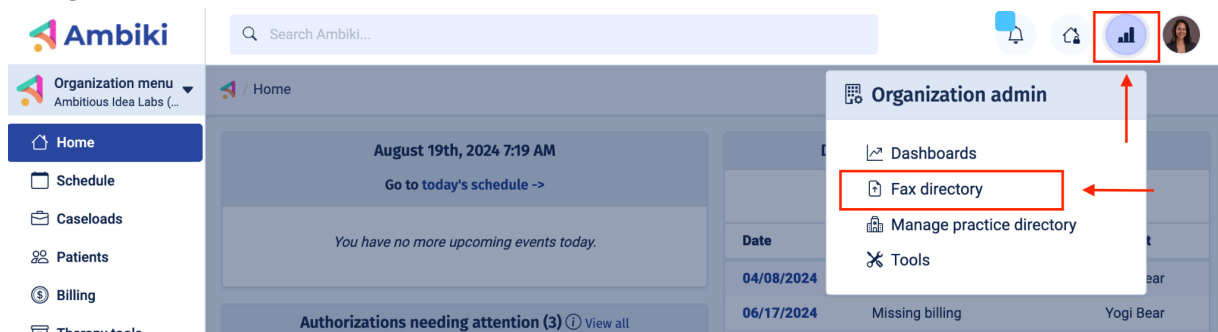 Ambiki
Search Ambiki...
Organization menu
Ambitious Idea Labs (...
/ Home
Organization admin
Home
August 19th, 2024 7:19 AM
Dashboards
Schedule
Go to today's schedule ->
Fax directory
Caseloads
Manage practice directory
You have no more upcoming events today.
Date
Patients
Tools
04/08/2024
Billing
Authorizations needing attention (3) View all
06/17/2024 Missing billing Yogi Bear